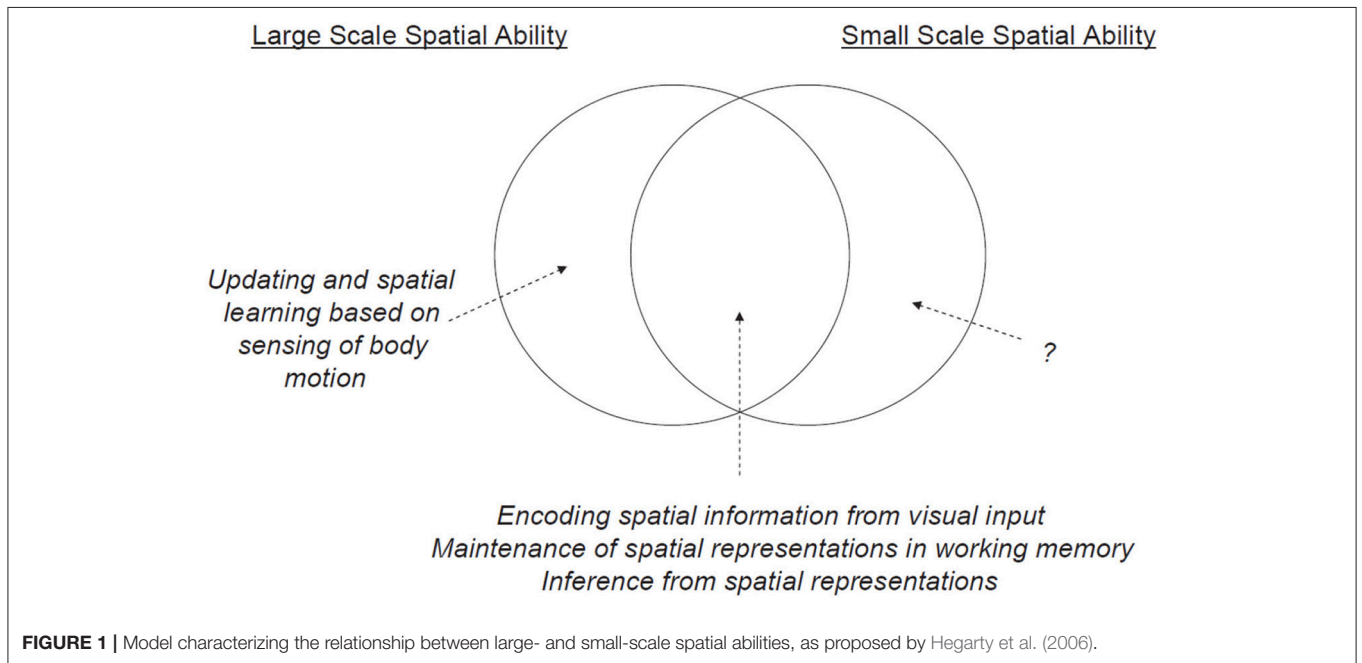 Large Scale Spatial Ability
Small Scale Spatial Ability
Updating and spatial
learning based on
sensing of body
motion
?
Encoding spatial information from visual input
Maintenance of spatial representations in working memory
Inference from spatial representations
FIGURE 1 | Model characterizing the relationship between large- and small-scale spatial abilities, as proposed by Hegarty et al. (2006).